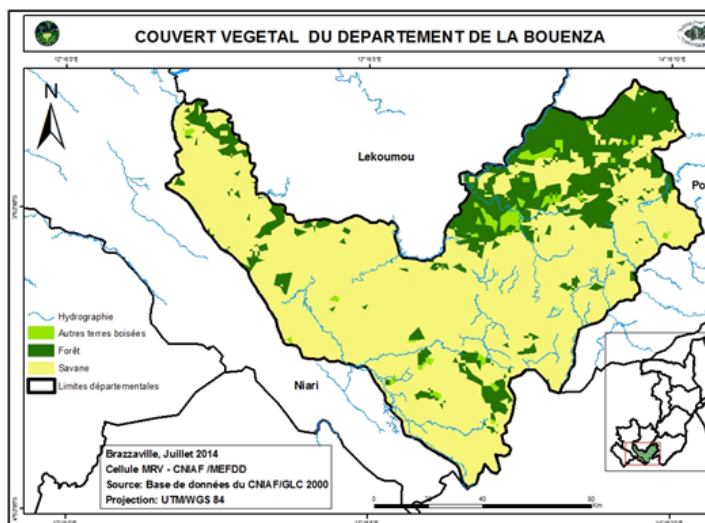 COUVERT VEGETAL DU DEPARTEMENT DE LA BOUENZA
N
Lekoumou
Po
Hydrographie
Autres terres boisées
Forêt
Savane
Limites départementales
Niari
Brazzaville, Juillet 2014
Cellule MRV - CNIAF /MEFDD
Source: Base de données du CNIAF/GLC 2000
Projection: UTM/WGS 84
0 20 40 80
Km